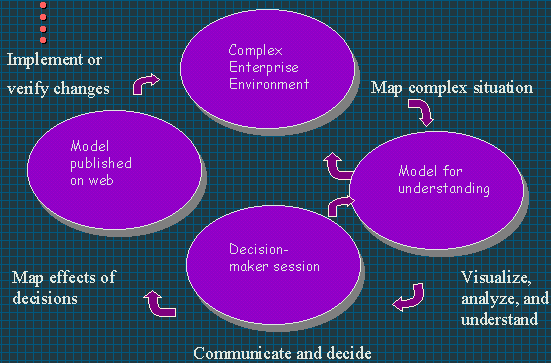 Complex
Enterprise
Environment
Implement or
verify changes
Map complex situation
Model
published
on web
Model for
understanding
Decision-
maker session
Map effects of
decisions
Visualize,
analyze, and
understand
Communicate and decide